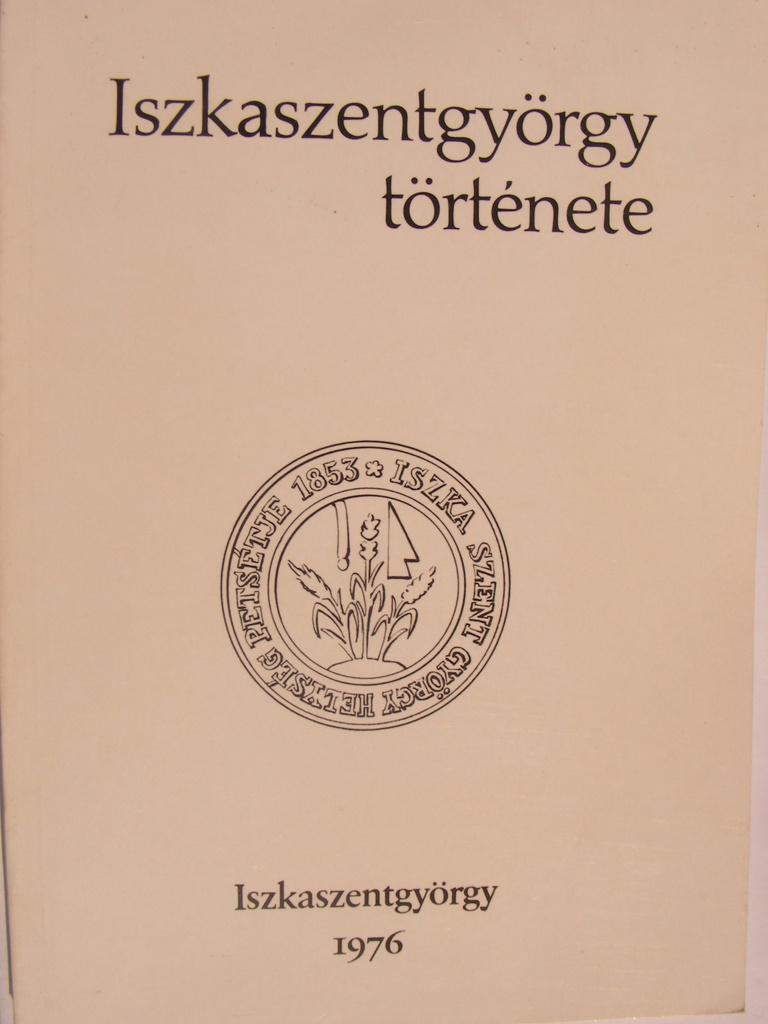 Iszkaszentgyörgy
története
ISZKA SZENT GYÖRGY HELYSÉG PETSÉTJE 1853 *
Iszkaszentgyörgy
1976